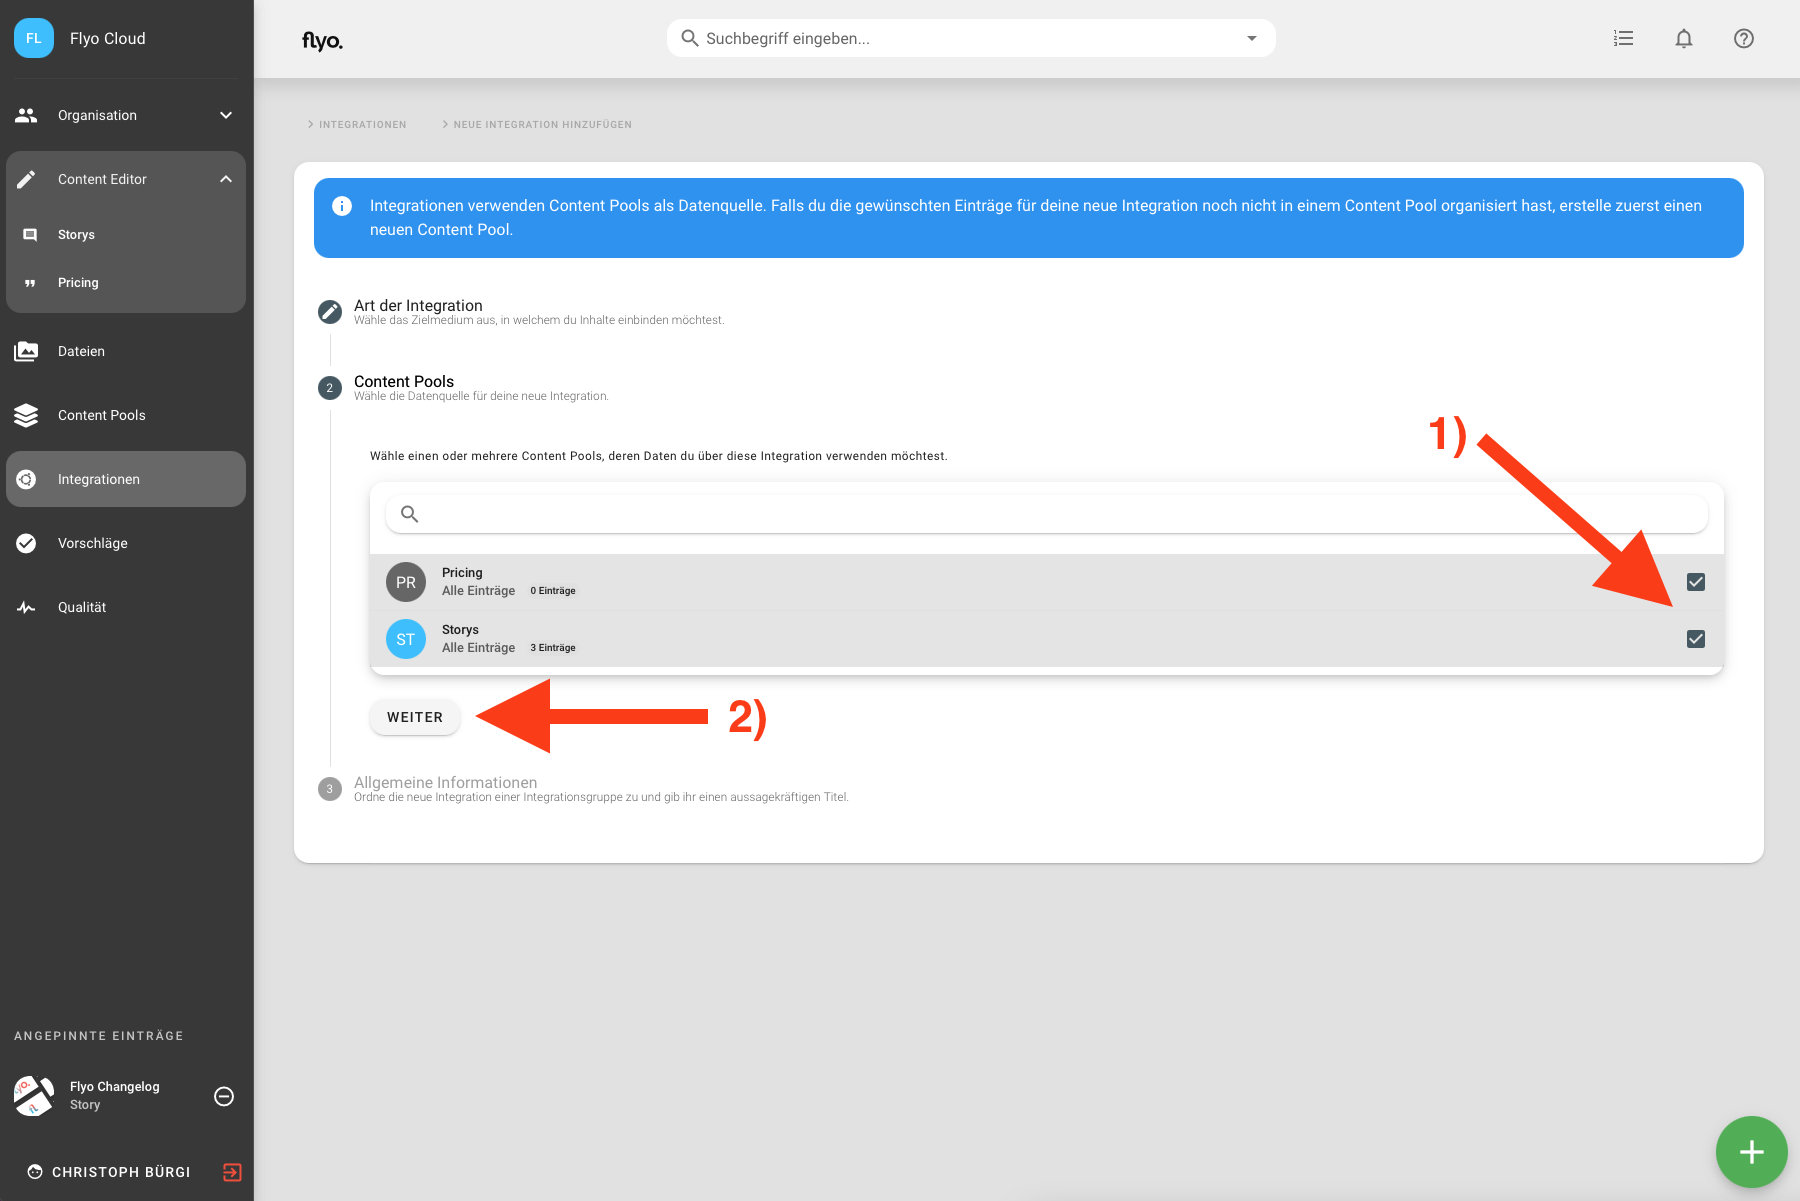 FL
Flyo Cloud
flyo.
Suchbegriff eingeben...
Organisation
Content Editor
Storys
Pricing
Dateien
Content Pools
Integrationen
Vorschläge
Qualität
ANGEPINNTE EINTRÄGE
Flyo Changelog
Story
CHRISTOPH BÜRGI
INTEGRATIONEN
NEUE INTEGRATION HINZUFÜGEN
Integrationen verwenden Content Pools als Datenquelle. Falls du die gewünschten Einträge für deine neue Integration noch nicht in einem Content Pool organisiert hast, erstelle zuerst einen
neuen Content Pool.
Art der Integration
Wähle das Zielmedium aus, in welchem du Inhalte einbinden möchtest.
2
Content Pools
Wähle die Datenquelle für deine neue Integration.
1)
Wähle einen oder mehrere Content Pools, deren Daten du über diese Integration verwenden möchtest.
PR
Pricing
Alle Einträge 0 Einträge
ST
Storys
Alle Einträge 3 Einträge
WEITER
2)
3
Allgemeine Informationen
Ordne die neue Integration einer Integrationsgruppe zu und gib ihr einen aussagekräftigen Titel.